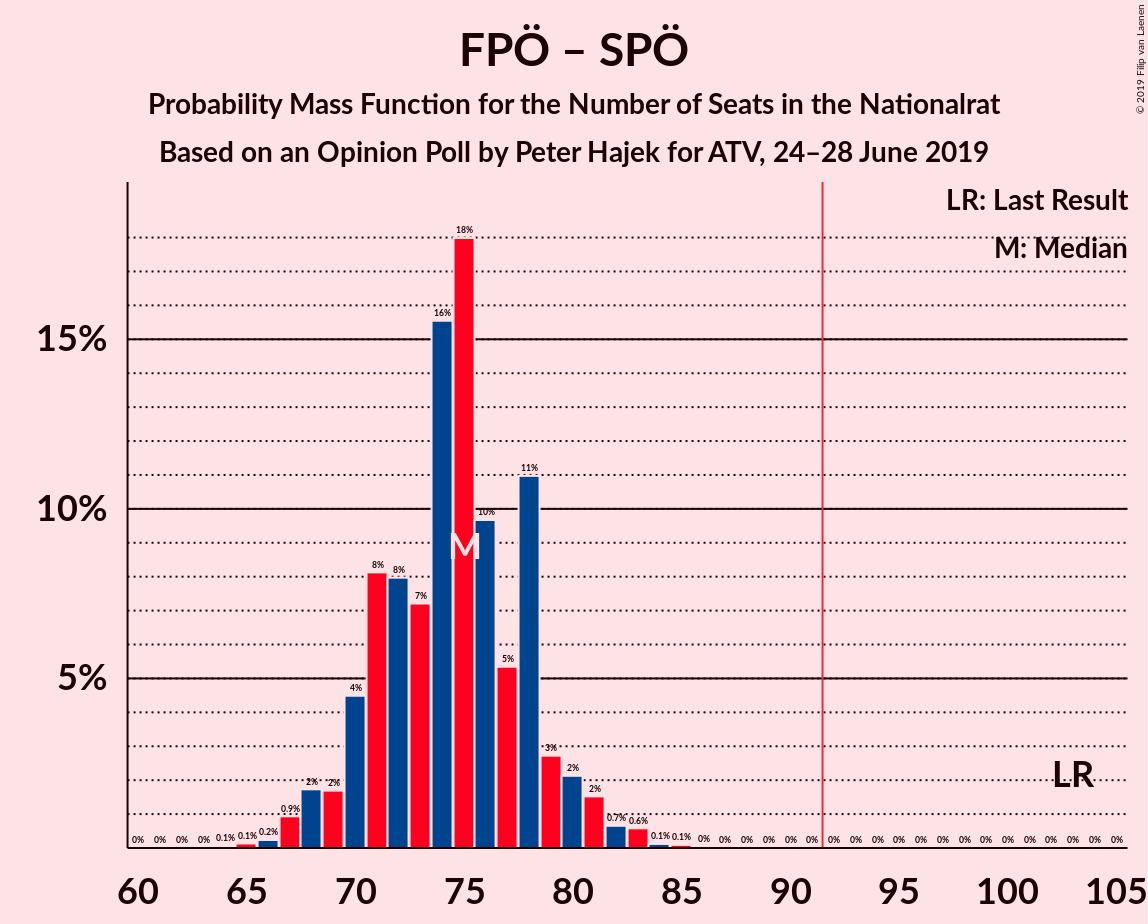 FPÖ – SPÖ
Probability Mass Function for the Number of Seats in the Nationalrat
Based on an Opinion Poll by Peter Hajek for ATV, 24–28 June 2019
© 2019 Filip van Laenen
LR: Last Result
M: Median
15%
10%
5%
0% 0% 0% 0% 0.1% 0.1% 0.2% 0.9% 2% 2% 4% 8% 8% 7% 16% 18% 10% 5% 11% 3% 2% 2% 0.7% 0.6% 0.1% 0.1% 0% 0% 0% 0% 0% 0% 0% 0% 0% 0% 0% 0% 0% 0% 0% 0% 0% 0% 0% 0%
M
LR
60 65 70 75 80 85 90 95 100 105